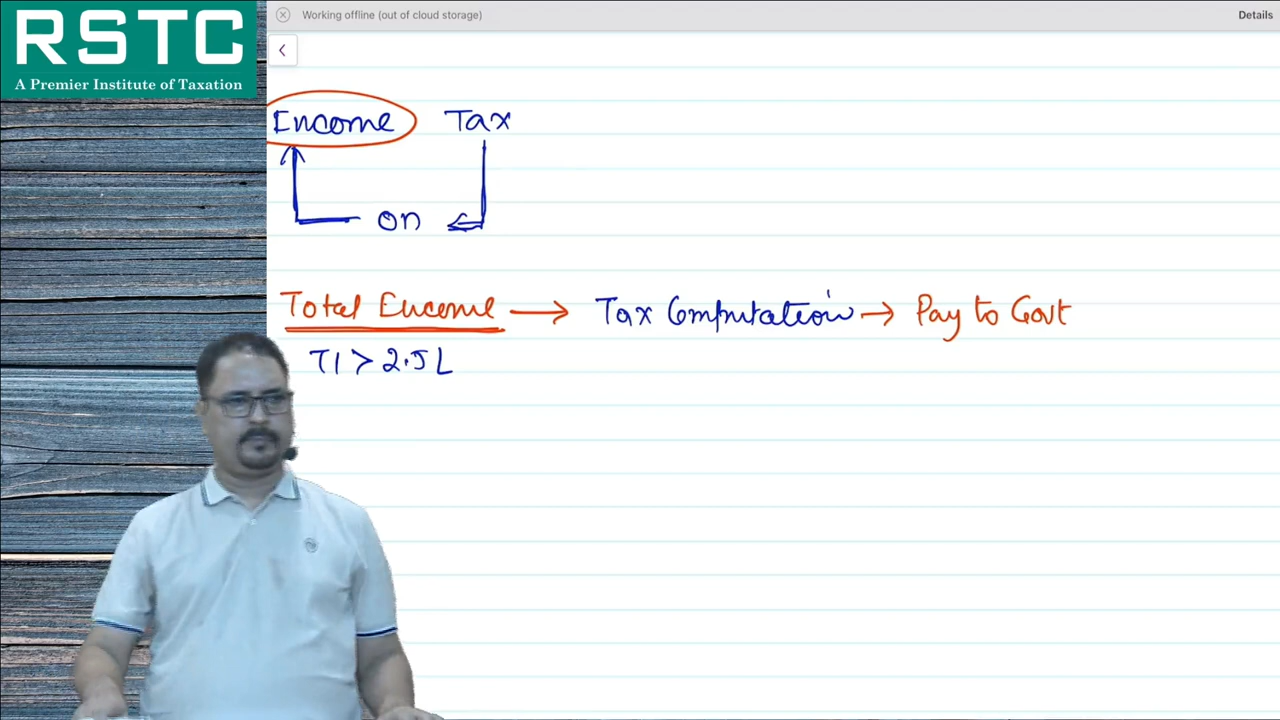 RSTC
A Premier Institute of Taxation
Working offline (out of cloud storage)
Details
Income Tax
on
Total Income → Tax Computation → Pay to Govt
TI > 2.5L